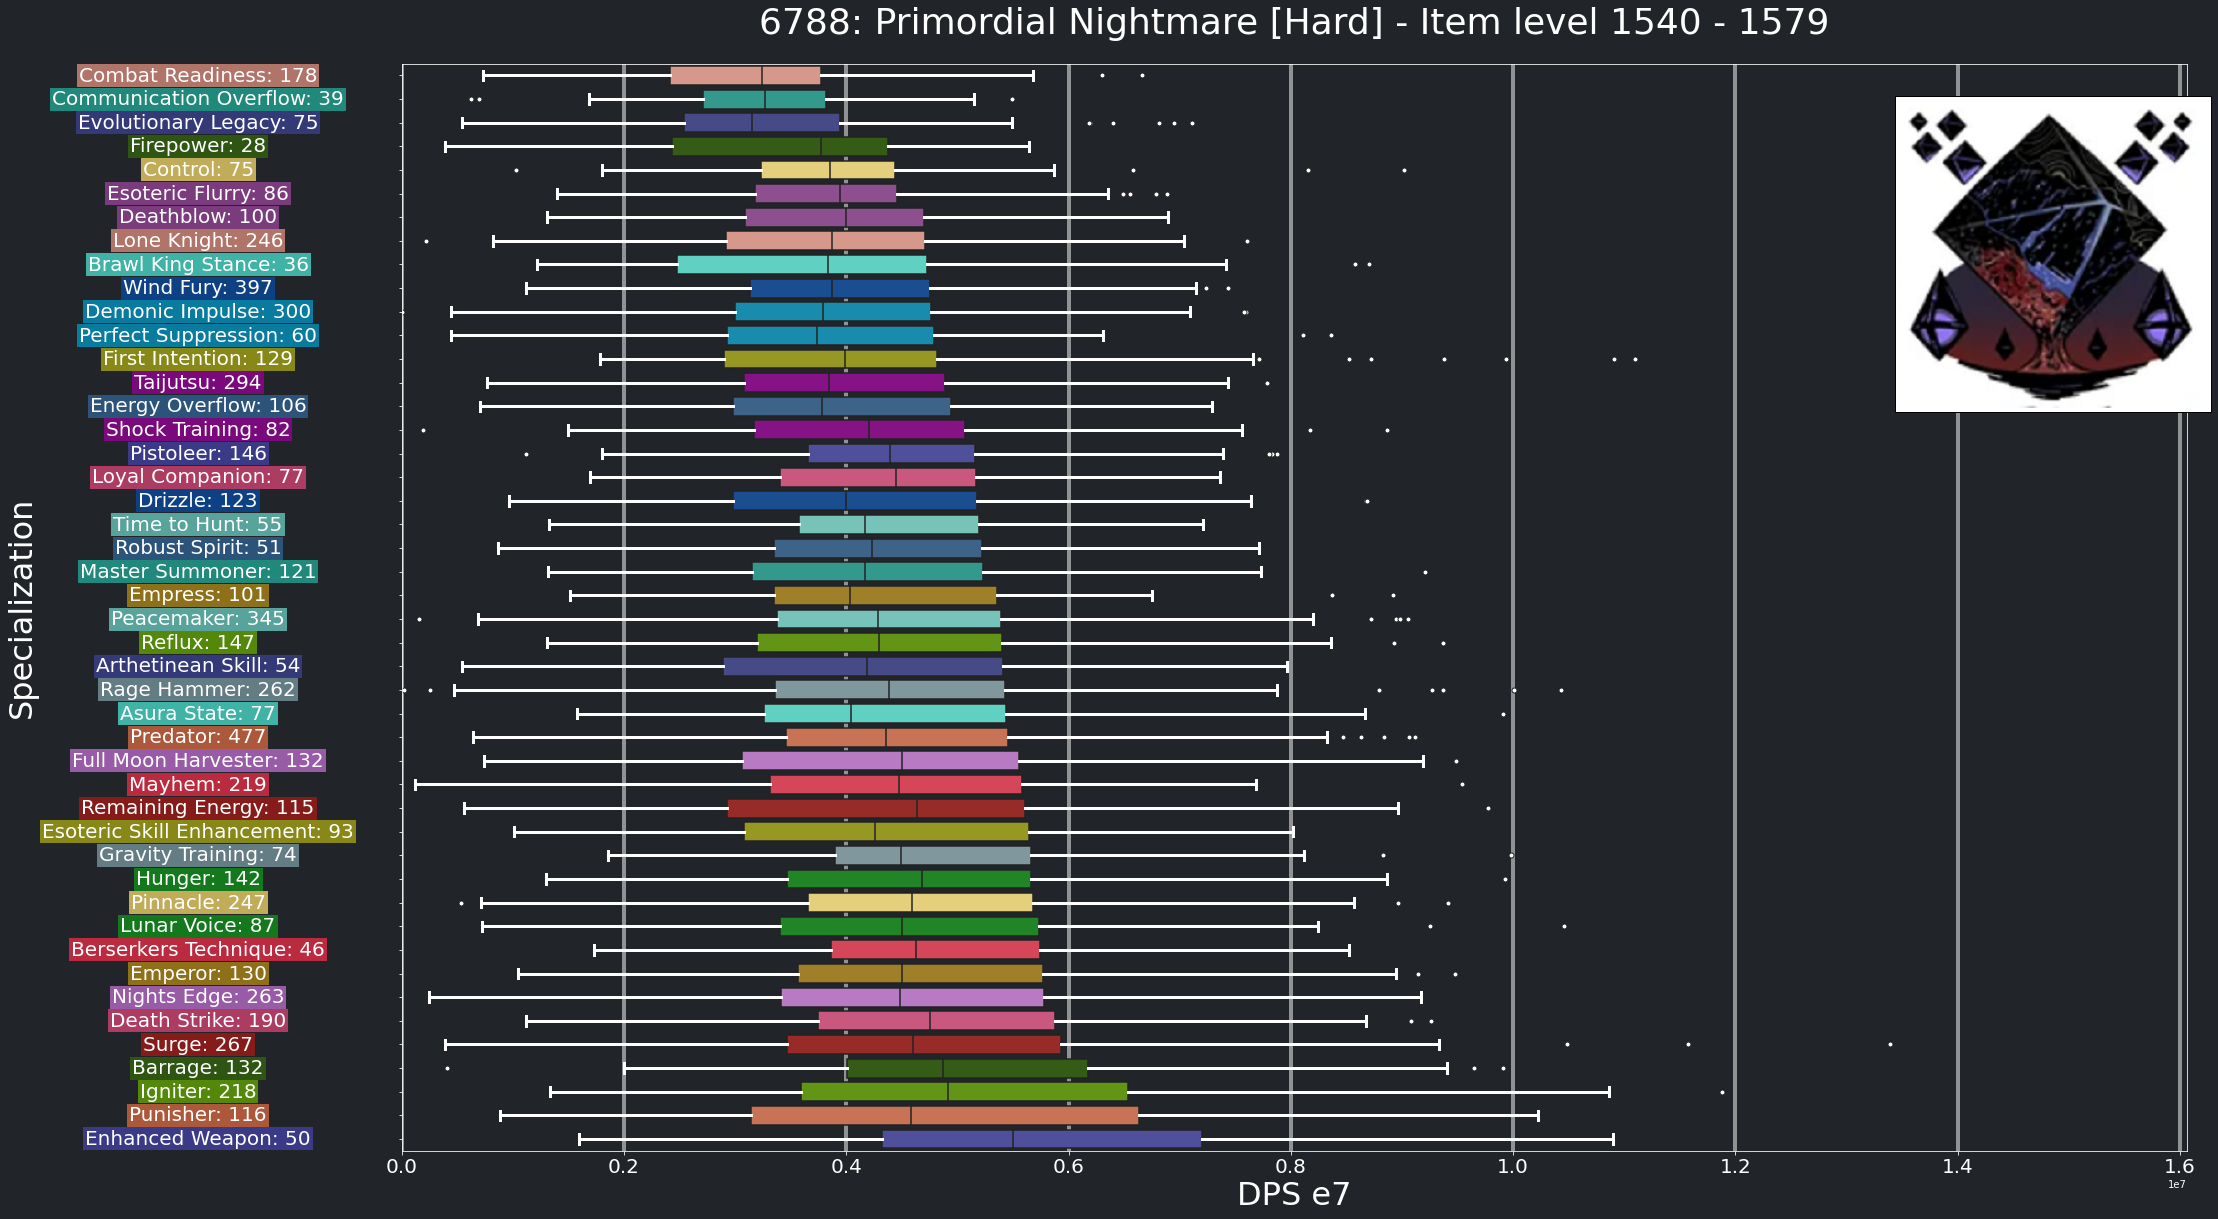 6788: Primordial Nightmare [Hard] - Item level 1540 - 1579
Combat Readiness: 178
Communication Overflow: 39
Evolutionary Legacy: 75
Firepower: 28
Control: 75
Esoteric Flurry: 86
Deathblow: 100
Lone Knight: 246
Brawl King Stance: 36
Wind Fury: 397
Demonic Impulse: 300
Perfect Suppression: 60
First Intention: 129
Taijutsu: 294
Energy Overflow: 106
Shock Training: 82
Pistoleer: 146
Loyal Companion: 77
Drizzle: 123
Time to Hunt: 55
Robust Spirit: 51
Master Summoner: 121
Empress: 101
Peacemaker: 345
Reflux: 147
Arthetinean Skill: 54
Rage Hammer: 262
Asura State: 77
Predator: 477
Full Moon Harvester: 132
Mayhem: 219
Remaining Energy: 115
Esoteric Skill Enhancement: 93
Gravity Training: 74
Hunger: 142
Pinnacle: 247
Lunar Voice: 87
Berserkers Technique: 46
Emperor: 130
Nights Edge: 263
Death Strike: 190
Surge: 267
Barrage: 132
Igniter: 218
Punisher: 116
Enhanced Weapon: 50
Specialization
0.0 0.2 0.4 0.6 0.8 1.0 1.2 1.4 1.6
1e7
DPS e7